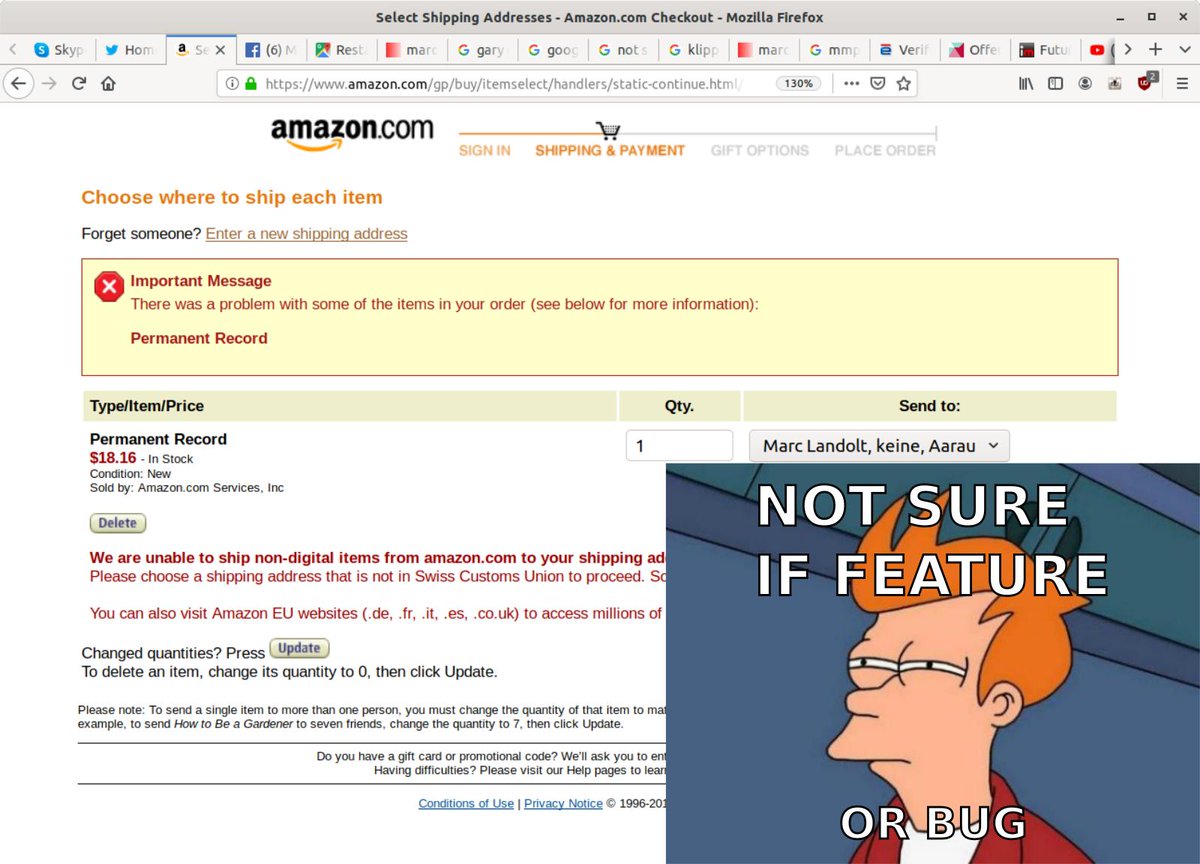 Select Shipping Addresses - Amazon.com Checkout - Mozilla Firefox
Skyp
Hom
Se
(6) M
Rest
marc
gary
goog
not s
klipp
marc
mmp
Verif
Offe
Futu
https://www.amazon.com/gp/buy/itemselect/handlers/static-continue.html/
130%
2
amazon.com
SIGN IN
SHIPPING & PAYMENT
GIFT OPTIONS
PLACE ORDER
Choose where to ship each item
Forget someone? Enter a new shipping address
Important Message
There was a problem with some of the items in your order (see below for more information):
Permanent Record
Type/Item/Price
Qty.
Send to:
Permanent Record
1
Marc Landolt, keine, Aarau
$18.16 - In Stock
Condition: New
Sold by: Amazon.com Services, Inc
Delete
We are unable to ship non-digital items from amazon.com to your shipping ad
Please choose a shipping address that is not in Swiss Customs Union to proceed. So
You can also visit Amazon EU websites (.de, .fr, .it, .es, .co.uk) to access millions of
Changed quantities? Press Update
To delete an item, change its quantity to 0, then click Update.
Please note: To send a single item to more than one person, you must change the quantity of that item to mat
example, to send How to Be a Gardener to seven friends, change the quantity to 7, then click Update.
Do you have a gift card or promotional code? We'll ask you to ent
Having difficulties? Please visit our Help pages to learn
Conditions of Use | Privacy Notice © 1996-201
NOT SURE
IF FEATURE
OR BUG